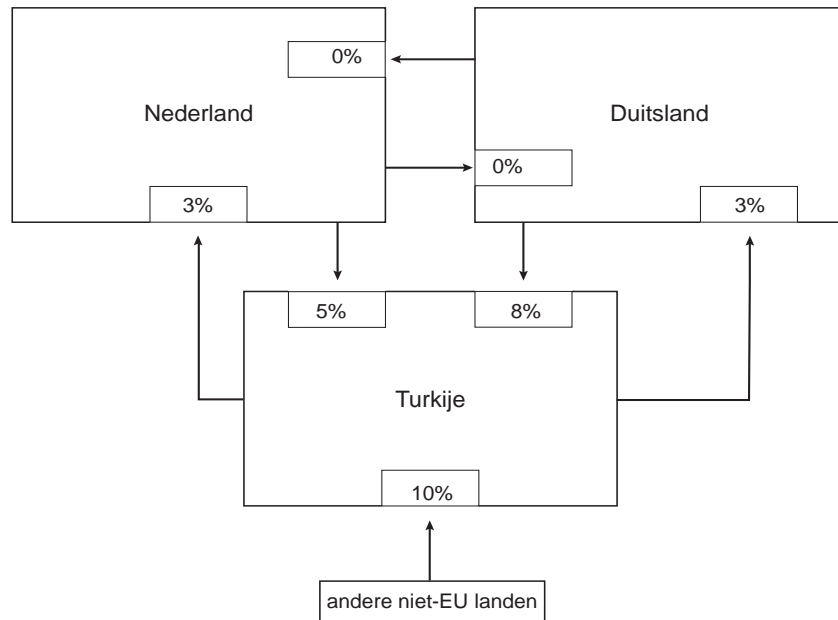 0%
Nederland
Duitsland
0%
3%
3%
5%
8%
Turkije
10%
andere niet-EU landen